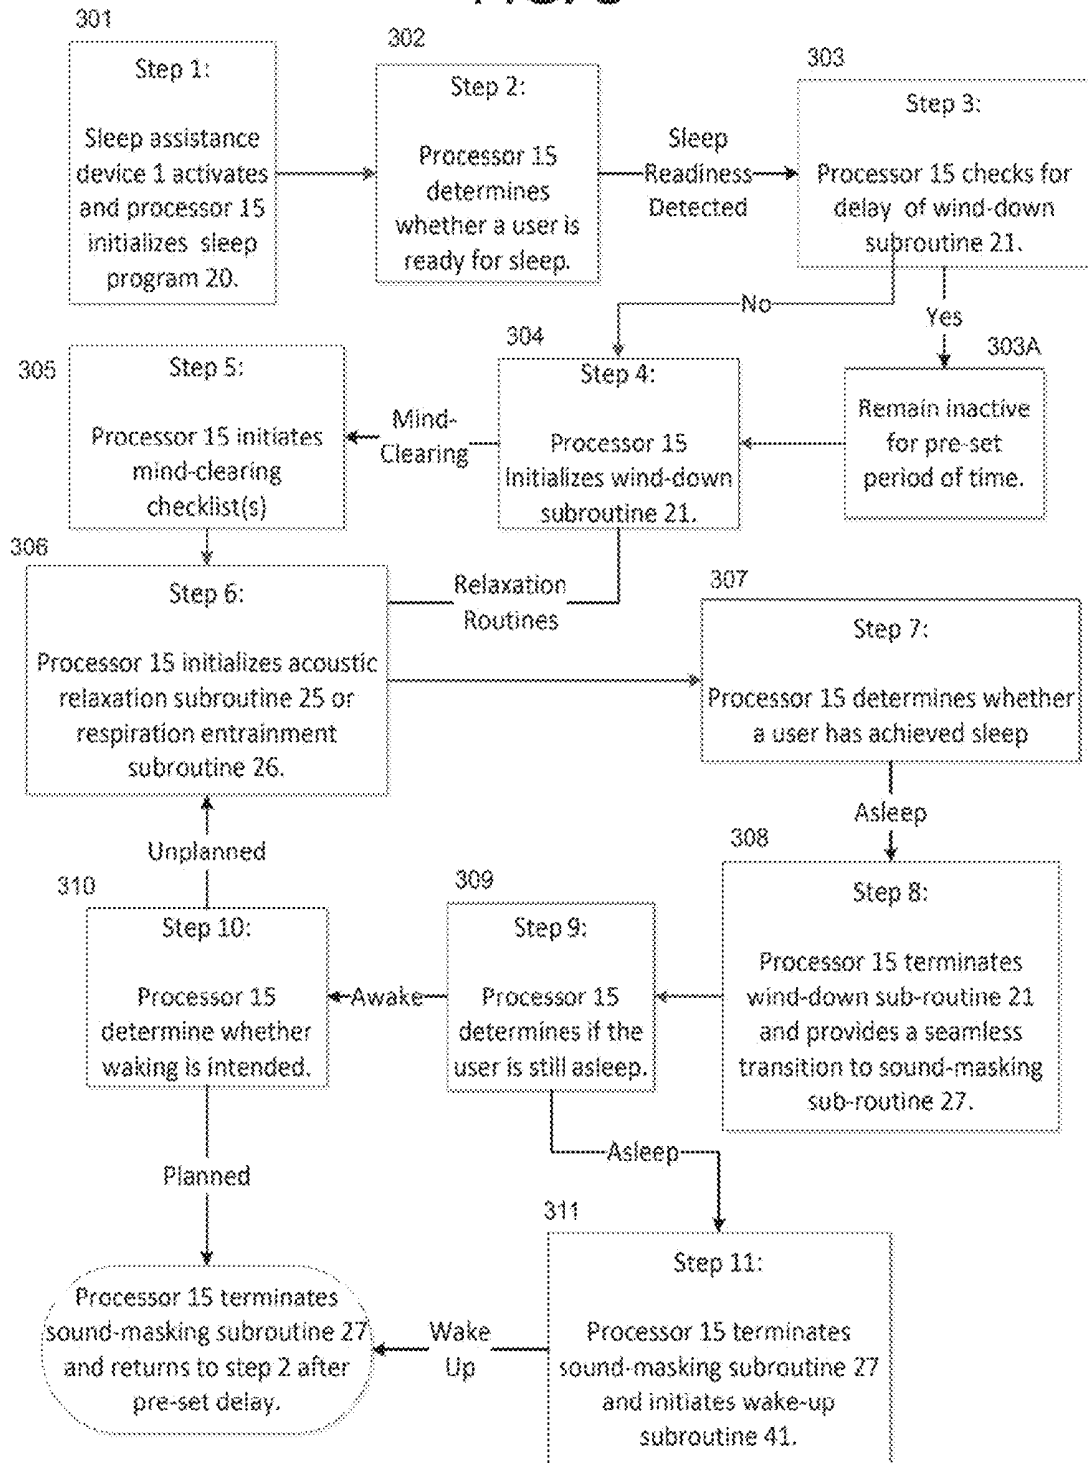 301
Step 1:
Sleep assistance
device 1 activates
and processor 15
initializes sleep
program 20.
302
Step 2:
Processor 15
determines
whether a user is
ready for sleep.
Sleep
Readiness
Detected
303
Step 3:
Processor 15 checks for
delay of wind-down
subroutine 21.
No
Yes
303A
Remain inactive
for pre-set
period of time.
304
Step 4:
Processor 15
initializes wind-down
subroutine 21.
Mind-
Clearing
305
Step 5:
Processor 15 initiates
mind-clearing
checklist(s)
306
Step 6:
Processor 15 initializes acoustic
relaxation subroutine 25 or
respiration entrainment
subroutine 26.
Relaxation
Routines
307
Step 7:
Processor 15 determines whether
a user has achieved sleep
Asleep
308
Step 8:
Processor 15 terminates
wind-down sub-routine 21
and provides a seamless
transition to sound-masking
sub-routine 27.
309
Step 9:
Processor 15
determines if the
user is still asleep.
Awake
310
Step 10:
Processor 15
determine whether
waking is intended.
Unplanned
Planned
Asleep
311
Step 11:
Processor 15 terminates
sound-masking subroutine 27
and initiates wake-up
subroutine 41.
Wake
Up
Processor 15 terminates
sound-masking subroutine 27
and returns to step 2 after
pre-set delay.